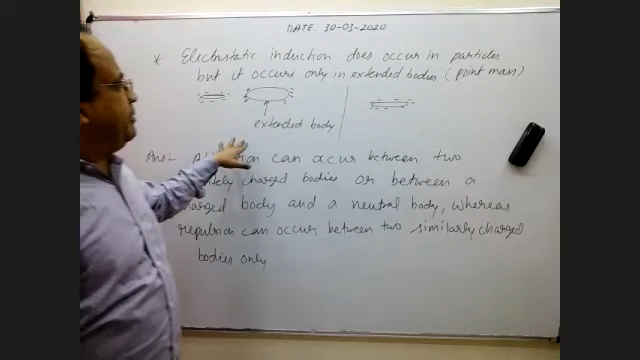 DATE: 30-03-2020
* Electrostatic induction does occur in particles
but it occurs only in extended bodies. (point mass)
extended body
Ans:- can occur between two
charged bodies or between a
charged body and a neutral body, whereas
repulsion can occur between two similarly charged
bodies only